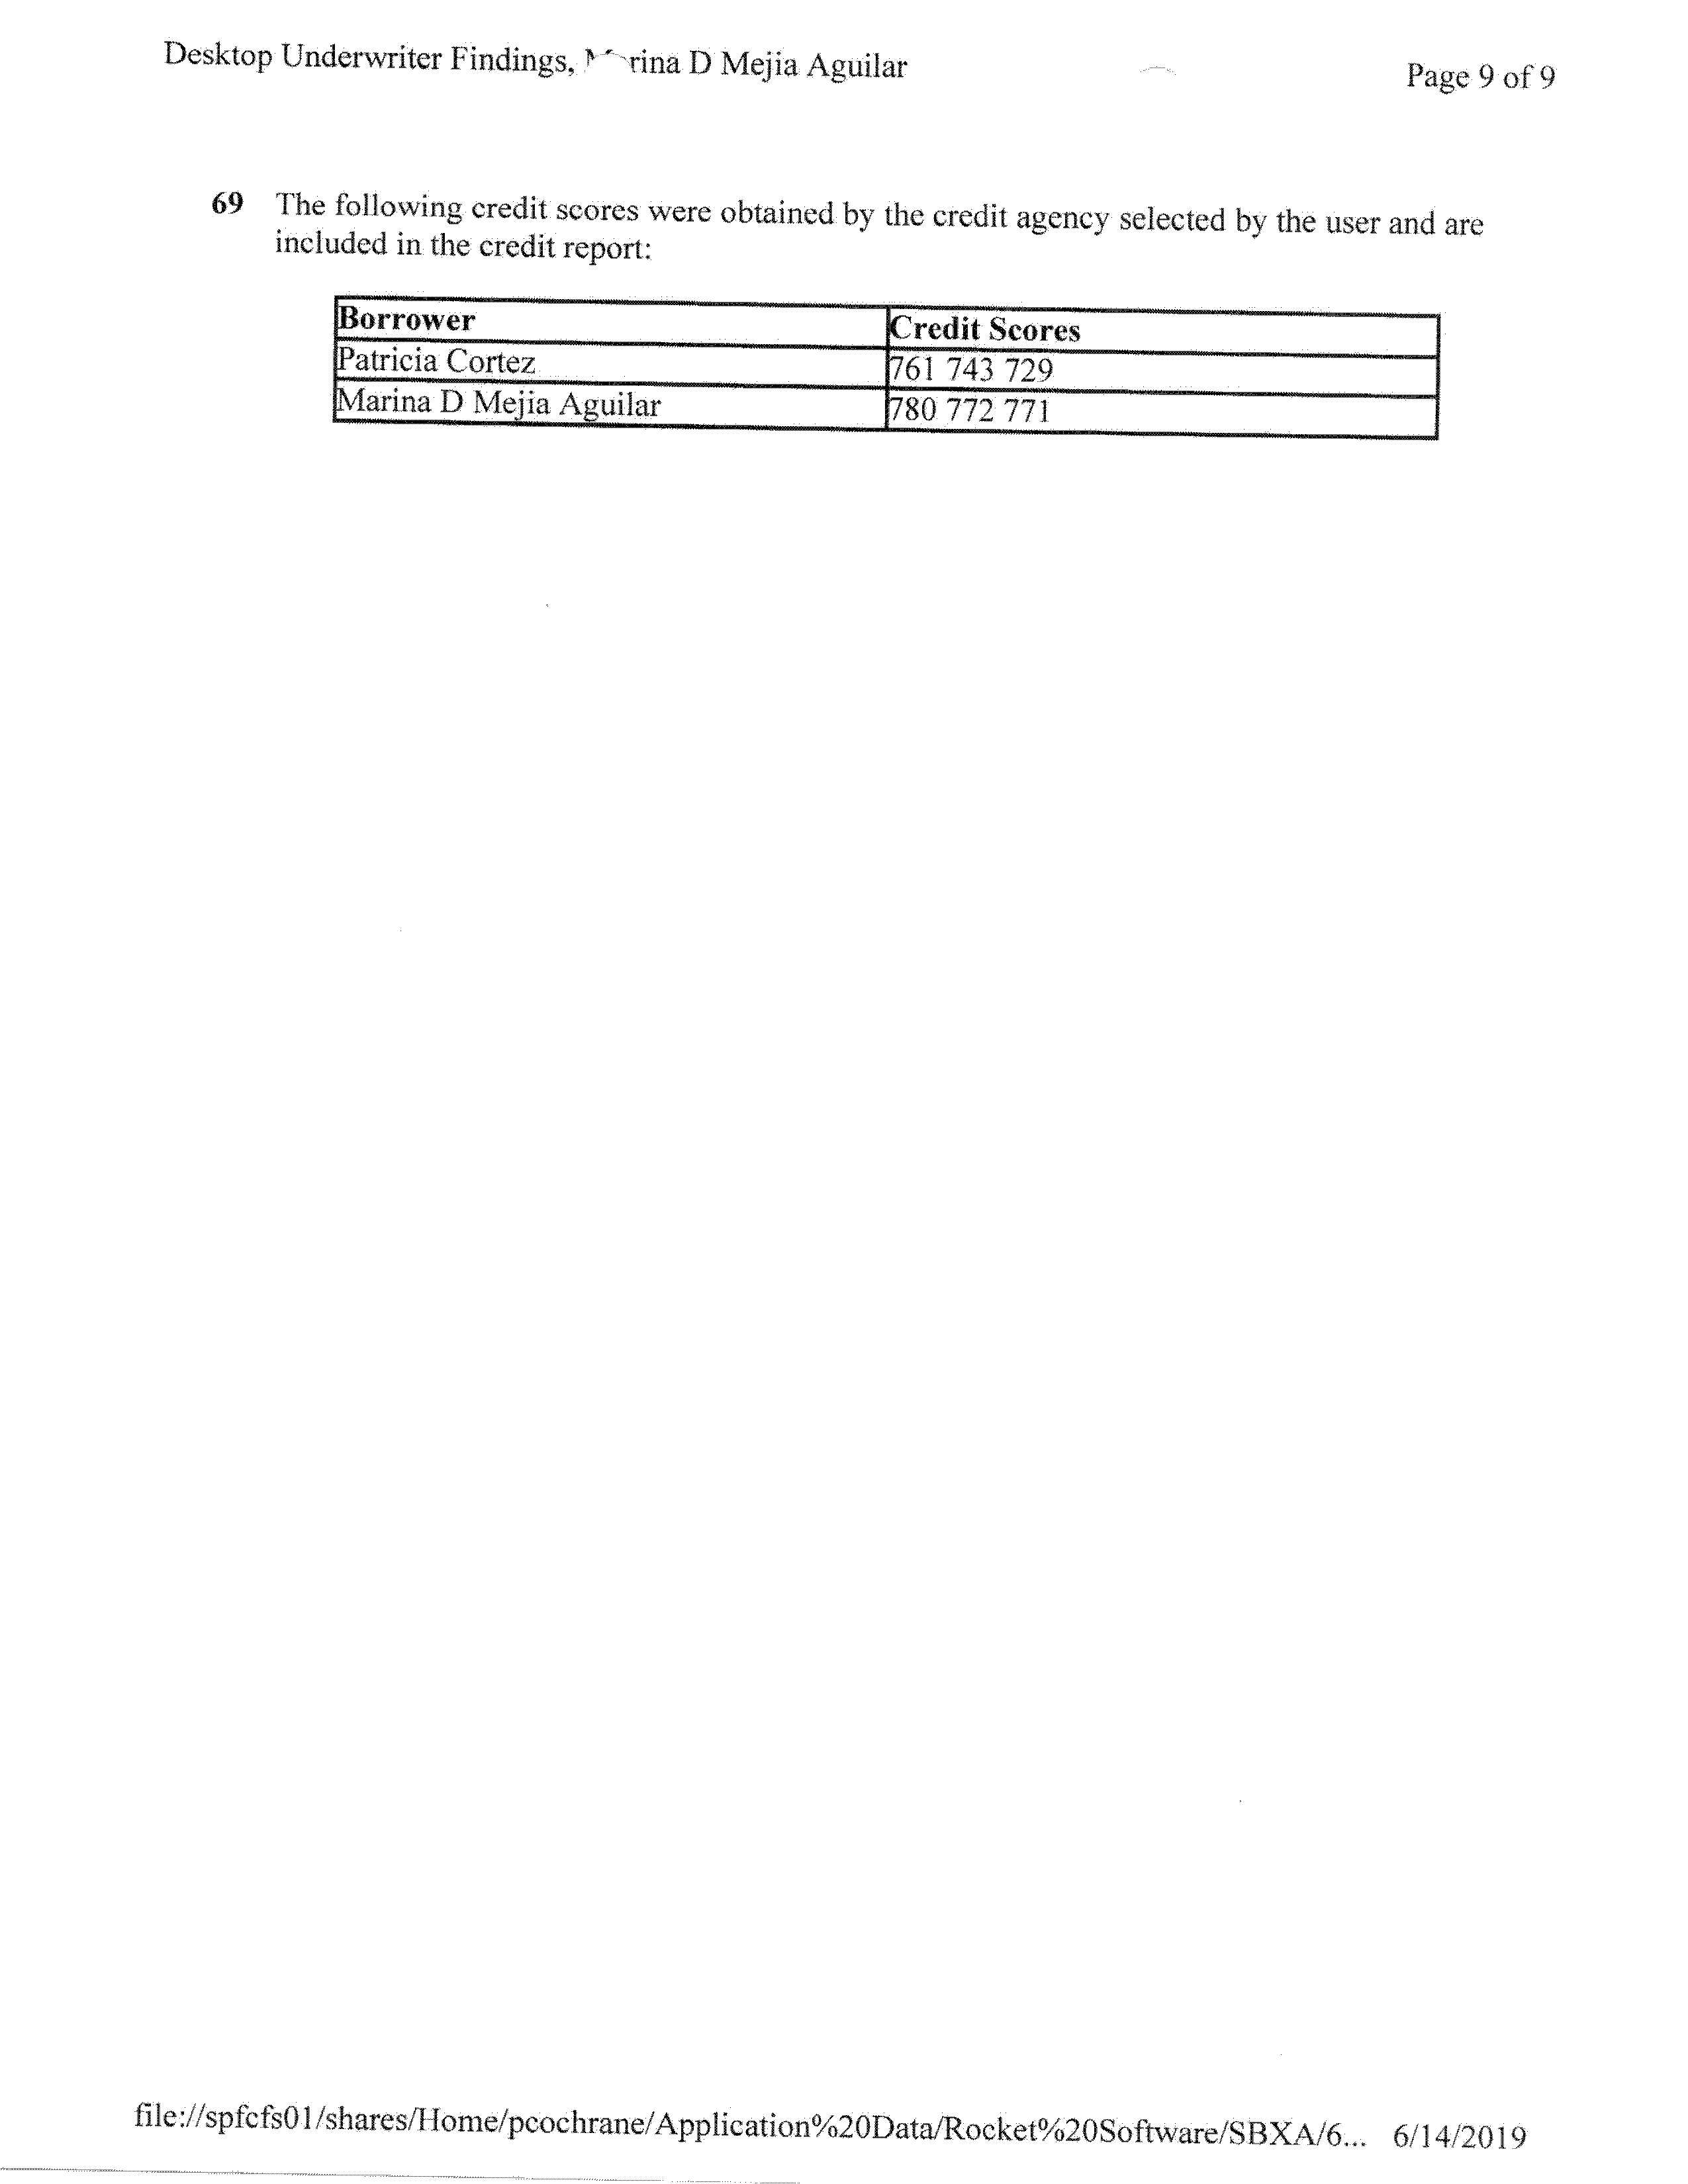 Desktop Underwriter Findings, rina D Mejia Aguilar
Page 9 of 9
69 The following credit scores were obtained by the credit agency selected by the user and are
included in the credit report:
Borrower Credit Scores
Patricia Cortez 761 743 729
Marina D Mejia Aguilar 780 772 771
file://spfcfs01/shares/Home/pcochrane/Application%20Data/Rocket%20Software/SBXA/6... 6/14/2019